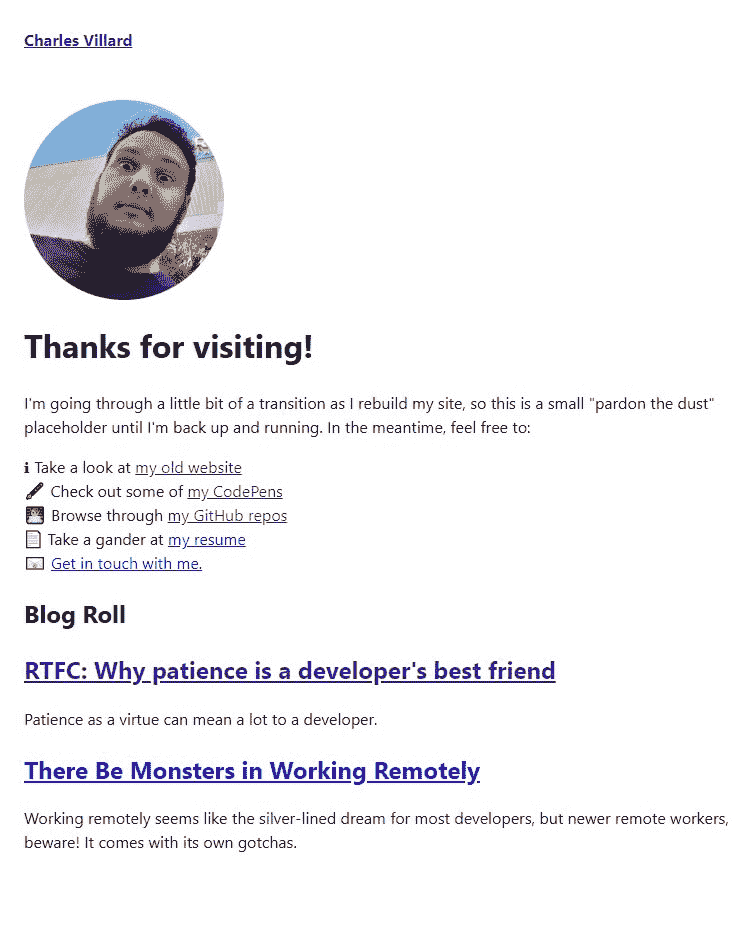 Charles Villard
Thanks for visiting!
I'm going through a little bit of a transition as I rebuild my site, so this is a small "pardon the dust"
placeholder until I'm back up and running. In the meantime, feel free to:
ℹ Take a look at my old website
🖌 Check out some of my CodePens
👨‍💻 Browse through my GitHub repos
📄 Take a gander at my resume
📧 Get in touch with me.
Blog Roll
RTFC: Why patience is a developer's best friend
Patience as a virtue can mean a lot to a developer.
There Be Monsters in Working Remotely
Working remotely seems like the silver-lined dream for most developers, but newer remote workers,
beware! It comes with its own gotchas.